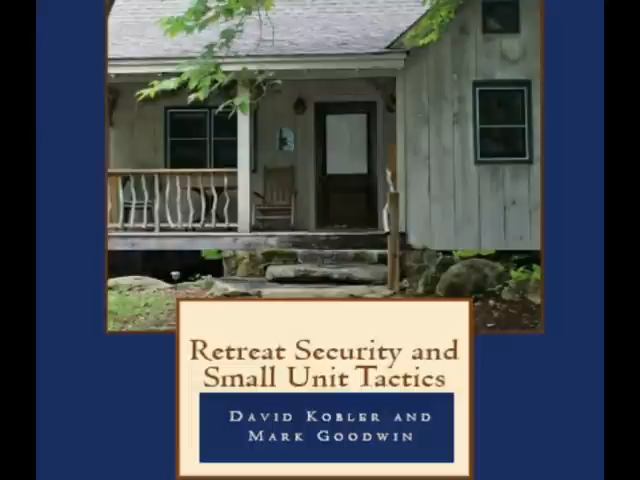 Retreat Security and
Small Unit Tactics
David Kobler and
Mark Goodwin